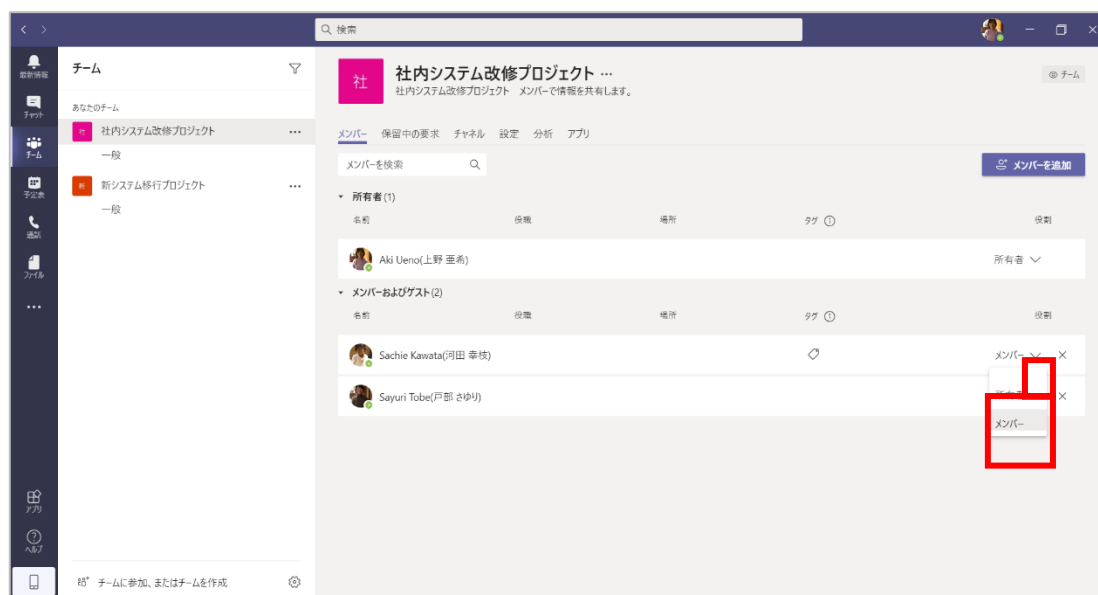 検索
最新情報
チャット
チーム
予定表
通話
ファイル
アプリ
ヘルプ
チーム
あなたのチーム
社 社内システム改修プロジェクト
一般
新 新システム移行プロジェクト
一般
チームに参加、またはチームを作成
社 社内システム改修プロジェクト …
社内システム改修プロジェクト メンバーで情報を共有します。
チーム
メンバー 保留中の要求 チャネル 設定 分析 アプリ
メンバーを検索
メンバーを追加
所有者(1)
名前 役職 場所 タグ 役割
Aki Ueno(上野 亜希) 所有者
メンバーおよびゲスト(2)
名前 役職 場所 タグ 役割
Sachie Kawata(河田 幸枝) メンバー
Sayuri Tobe(戸部 さゆり)
所有者
メンバー